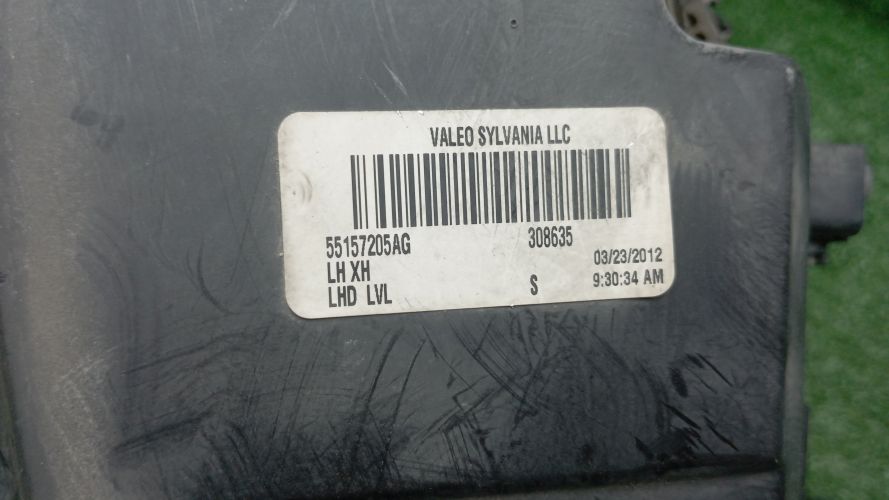 VALEO SYLVANIA LLC
55157205AG 308635
LH XH 03/23/2012
LHD LVL S 9:30:34 AM